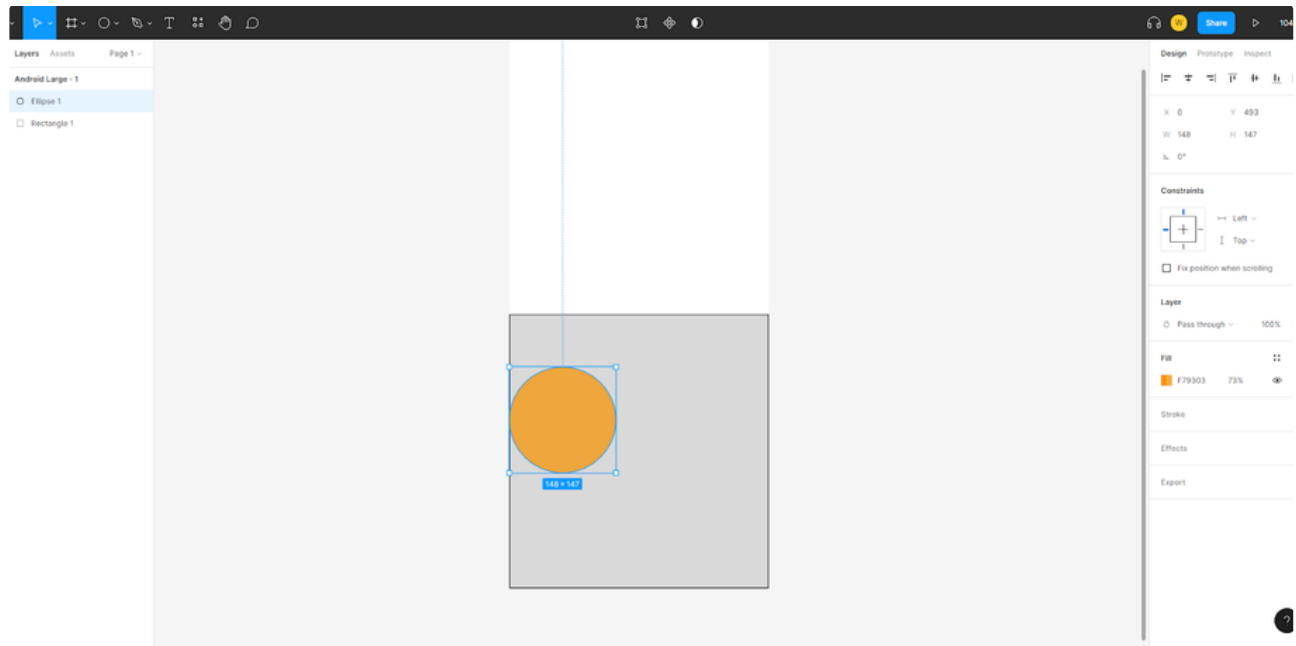 W Share 104
Layers Assets Page 1
Design Prototype Inspect
Android Large - 1
Ellipse 1
Rectangle 1
X 0 Y 493
W 148 H 147
0°
Constraints
Left
Top
Fix position when scrolling
Layer
Pass through 100%
Fill
F79303 73%
Stroke
Effects
148 × 147
Export
?